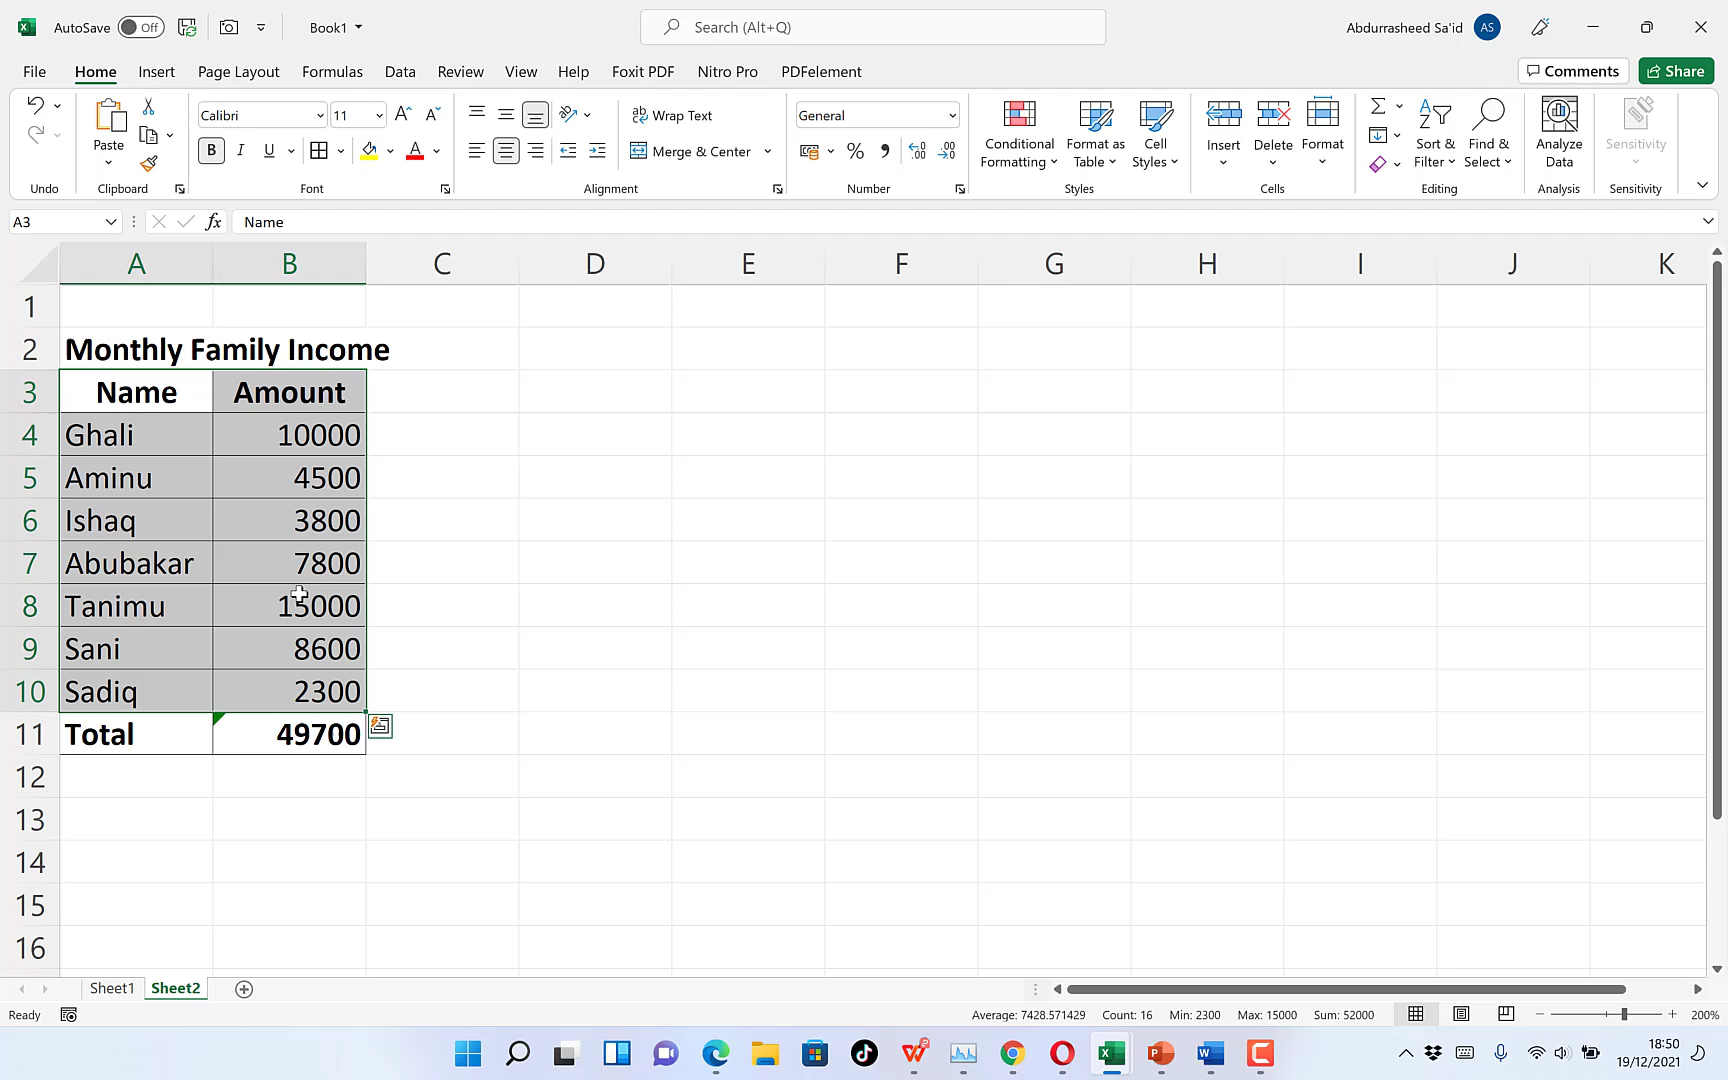 AutoSave Off Book1 Search (Alt+Q) Abdurrasheed Sa'id AS
File Home Insert Page Layout Formulas Data Review View Help Foxit PDF Nitro Pro PDFelement Comments Share
Calibri 11 Wrap Text General
Paste B I U Merge & Center % Conditional Formatting Format as Table Cell Styles Insert Delete Format Sort & Filter Find & Select Analyze Data Sensitivity
Undo Clipboard Font Alignment Number Styles Cells Editing Analysis Sensitivity
A3 fx Name
A B C D E F G H I J K
1
2 Monthly Family Income
3 Name Amount
4 Ghali 10000
5 Aminu 4500
6 Ishaq 3800
7 Abubakar 7800
8 Tanimu 15000
9 Sani 8600
10 Sadiq 2300
11 Total 49700
12
13
14
15
16
Sheet1 Sheet2
Ready Average: 7428.571429 Count: 16 Min: 2300 Max: 15000 Sum: 52000 200%
18:50
19/12/2021